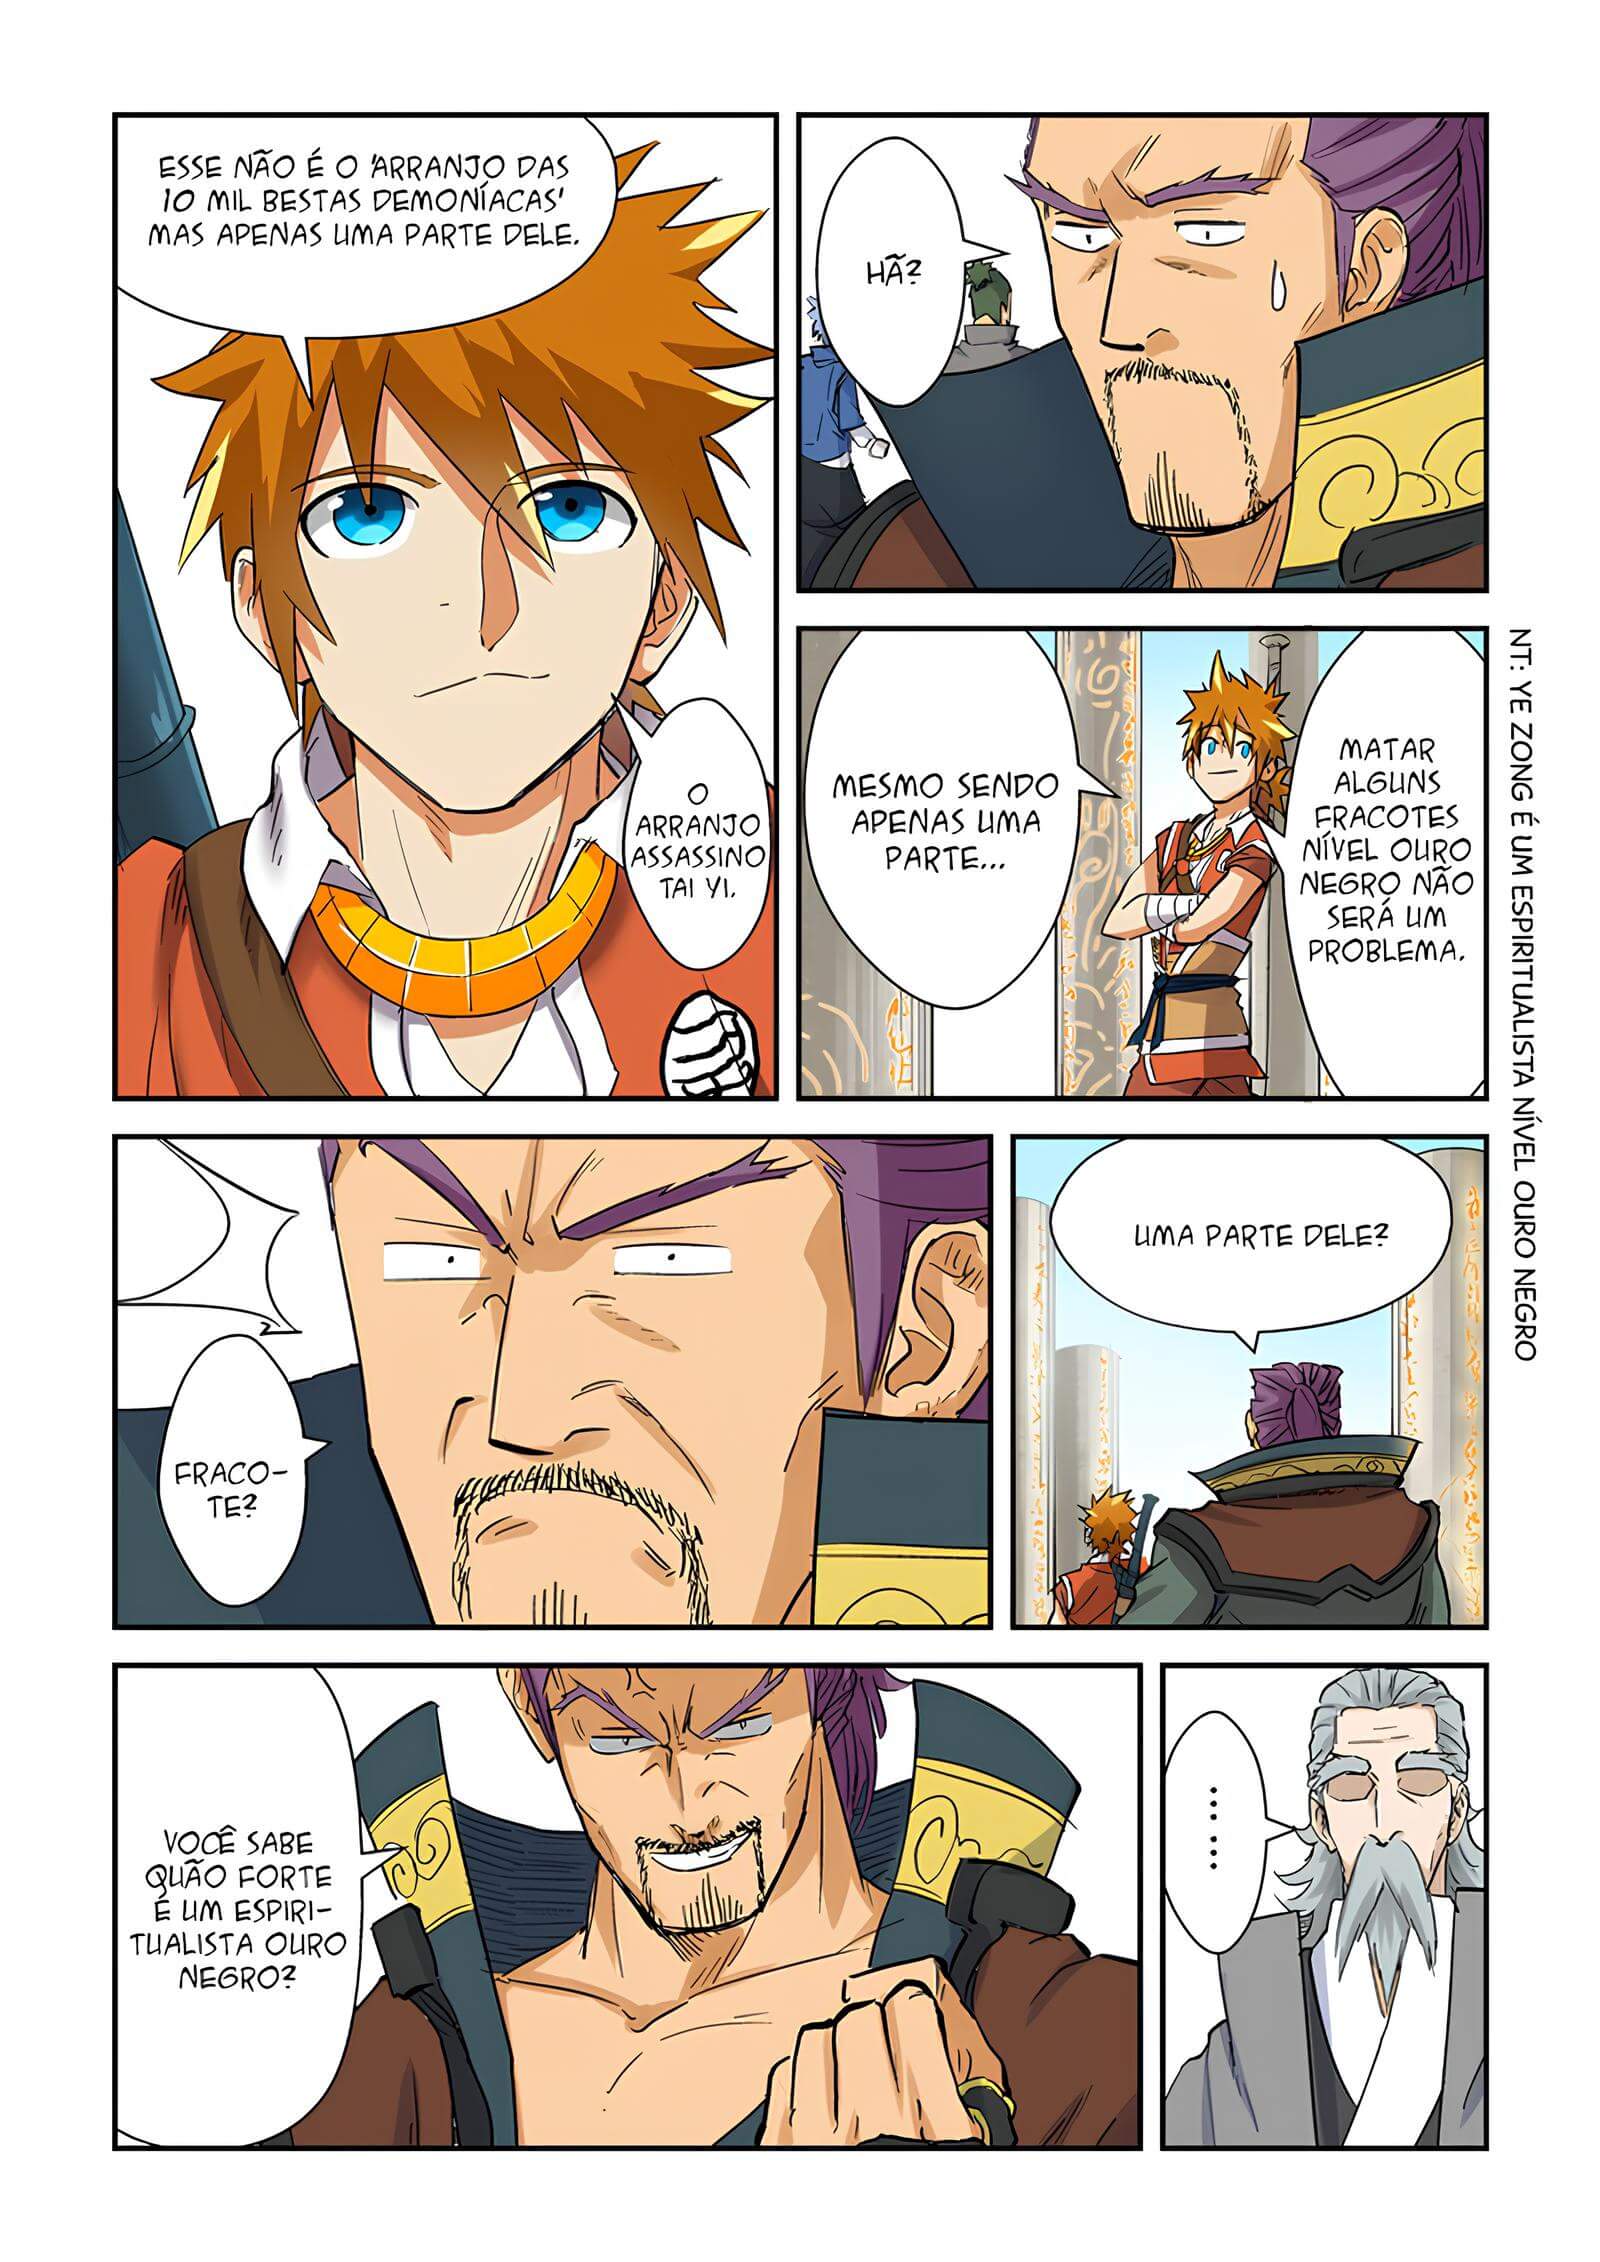 ESSE NÃO É O 'ARRANJO DAS
10 MIL BESTAS DEMONÍACAS'
MAS APENAS UMA PARTE DELE.
O
ARRANJO
ASSASSINO
TAI YI.
HÃ?
MESMO SENDO
APENAS UMA
PARTE...
MATAR
ALGUNS
FRACOTES
NÍVEL OURO
NEGRO NÃO
SERÁ UM
PROBLEMA.
NT: YE ZONG É UM ESPIRITUALISTA NÍVEL OURO NEGRO
FRACO-
TE?
UMA PARTE DELE?
VOCÊ SABE
QUÃO FORTE
É UM ESPIRI-
TUALISTA OURO
NEGRO?
......